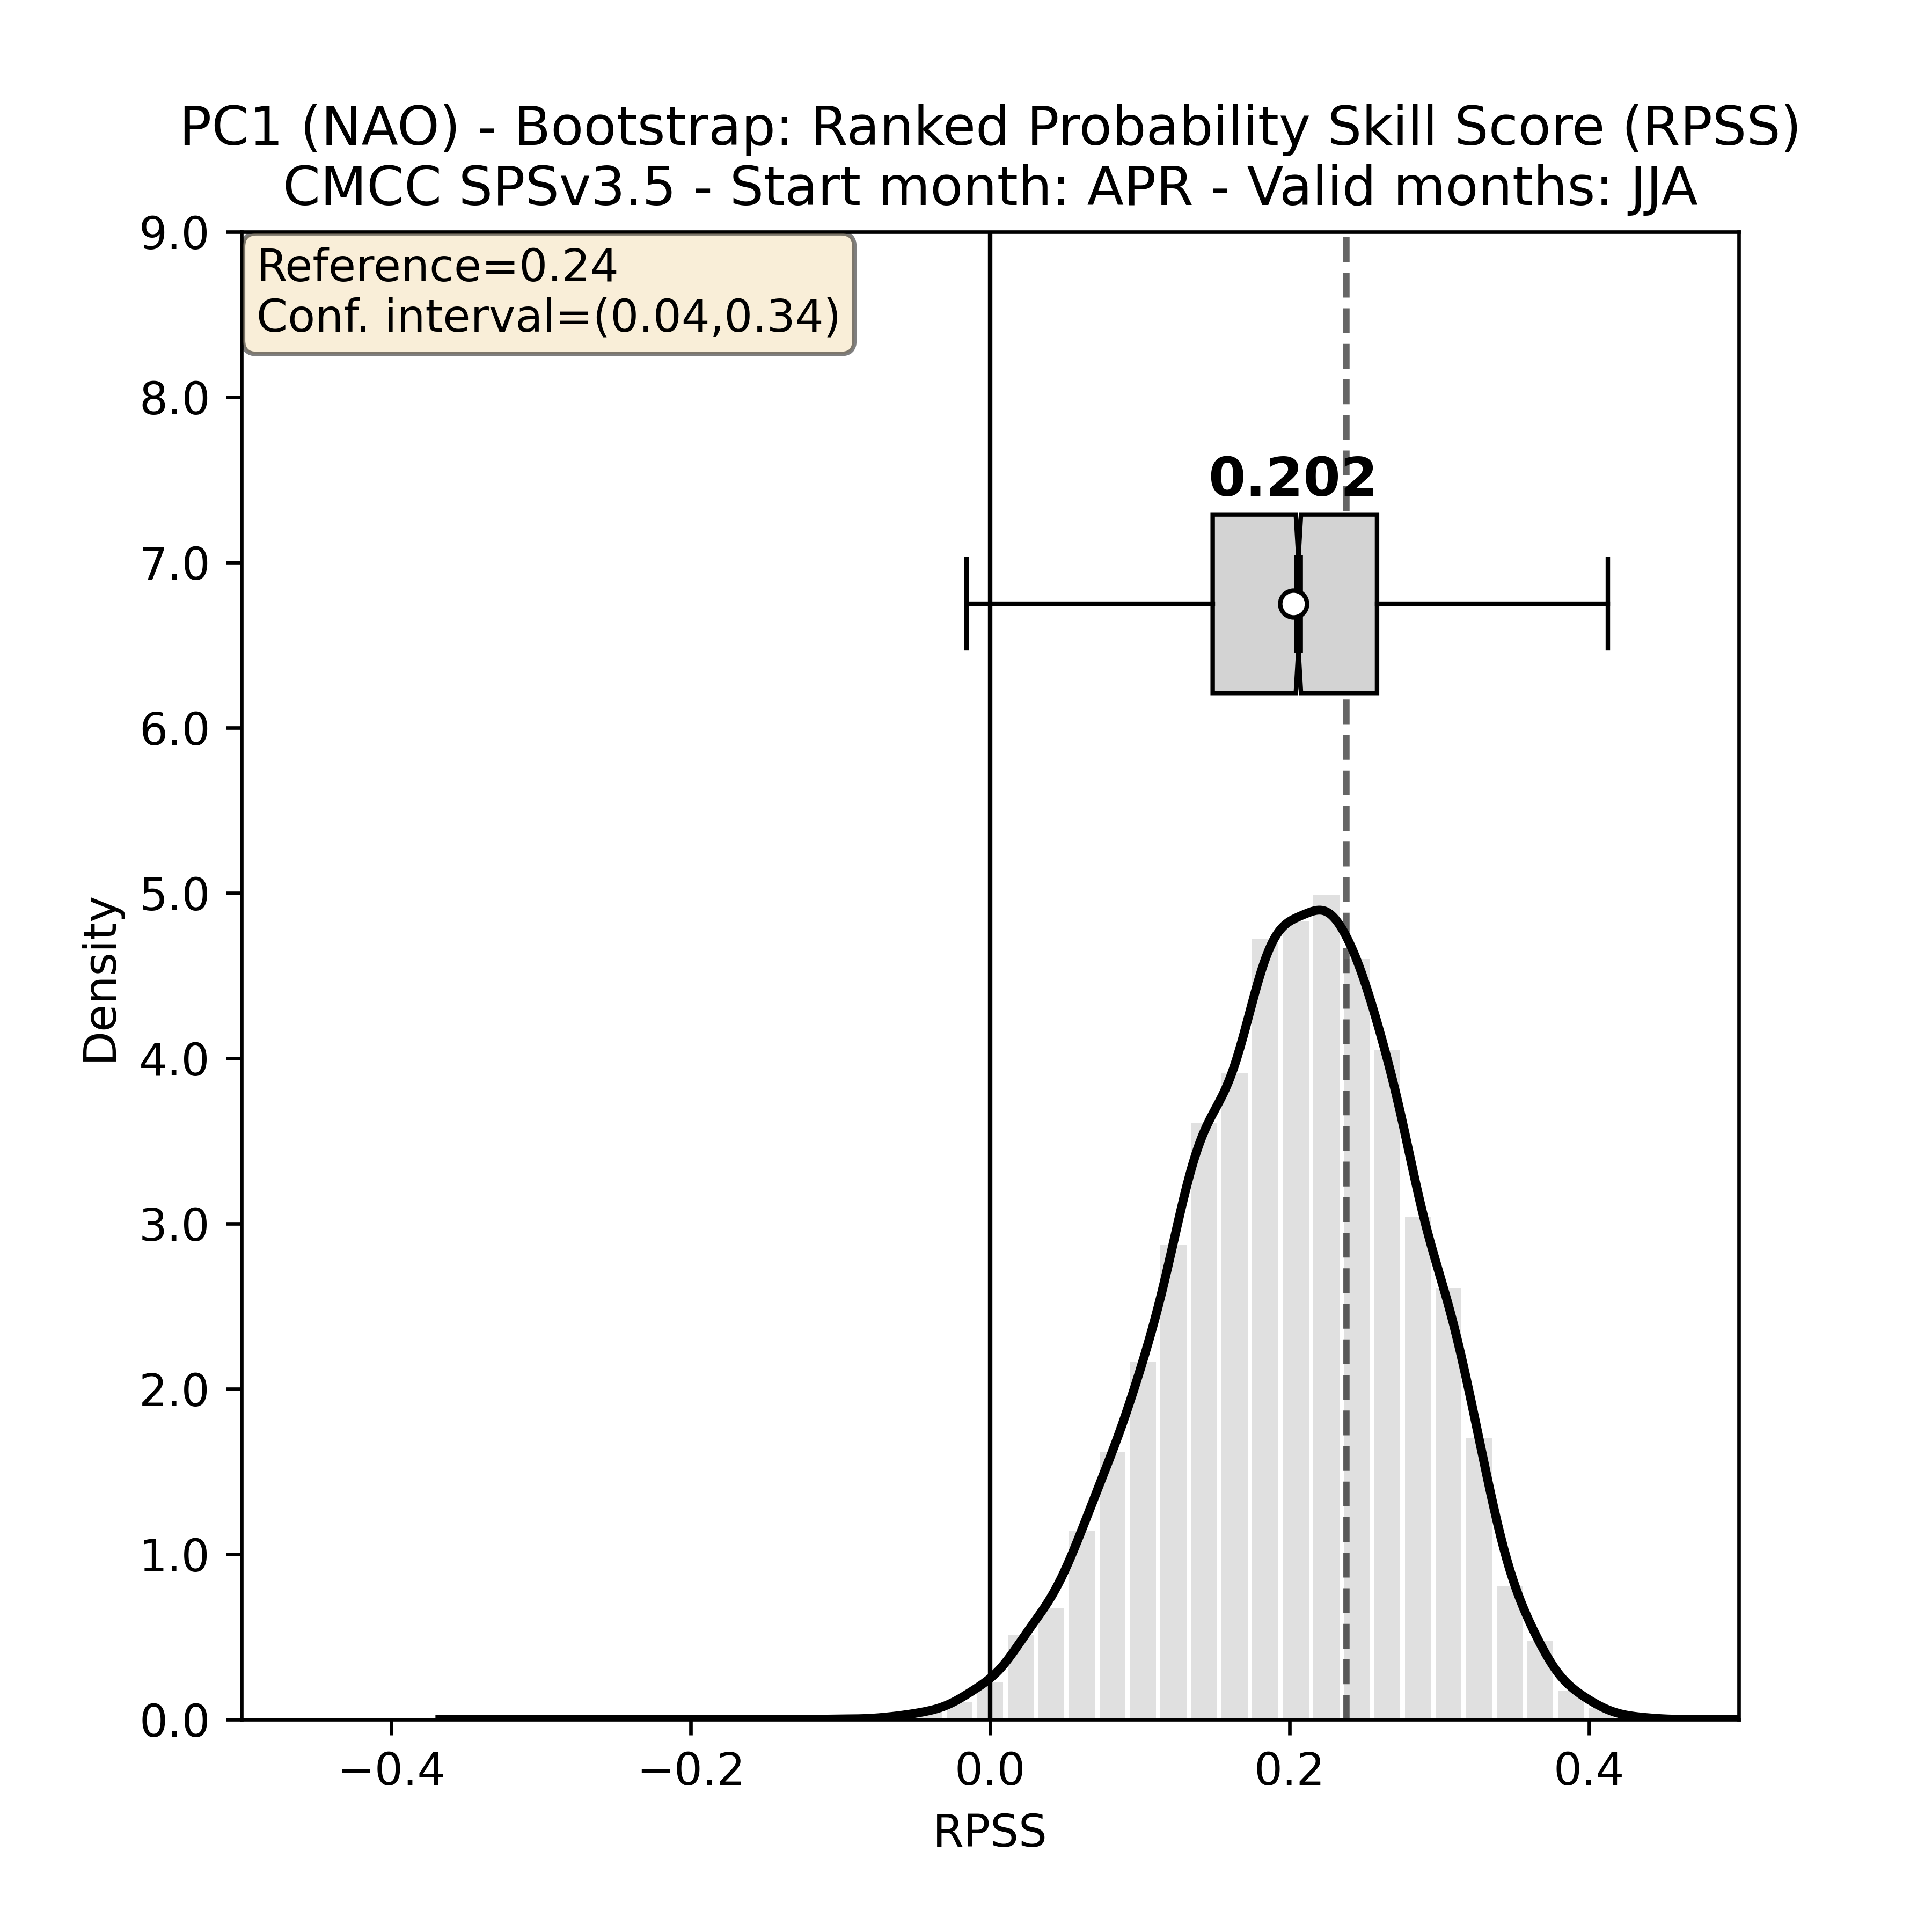 PC1 (NAO) - Bootstrap: Ranked Probability Skill Score (RPSS)
CMCC SPSv3.5 - Start month: APR - Valid months: JJA
Reference=0.24
Conf. interval=(0.04,0.34)
0.202
9.0
8.0
7.0
6.0
5.0
4.0
3.0
2.0
1.0
0.0
Density
−0.4
−0.2
0.0
0.2
0.4
RPSS